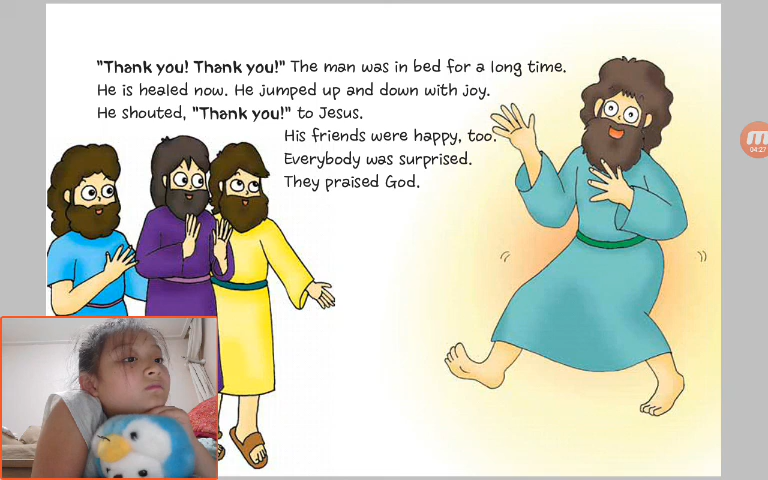 "Thank you! Thank you!" The man was in bed for a long time.
He is healed now. He jumped up and down with joy.
He shouted, "Thank you!" to Jesus.
His friends were happy, too.
Everybody was surprised.
They praised God.
04:27